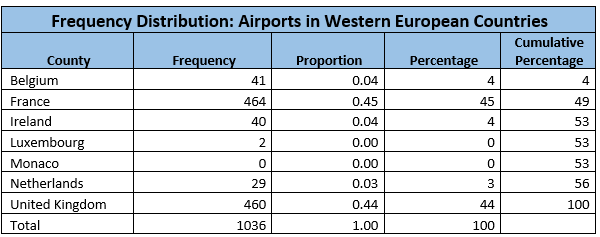 Frequency Distribution: Airports in Western European Countries
County Frequency Proportion Percentage Cumulative Percentage
Belgium 41 0.04 4 4
France 464 0.45 45 49
Ireland 40 0.04 4 53
Luxembourg 2 0.00 0 53
Monaco 0 0.00 0 53
Netherlands 29 0.03 3 56
United Kingdom 460 0.44 44 100
Total 1036 1.00 100